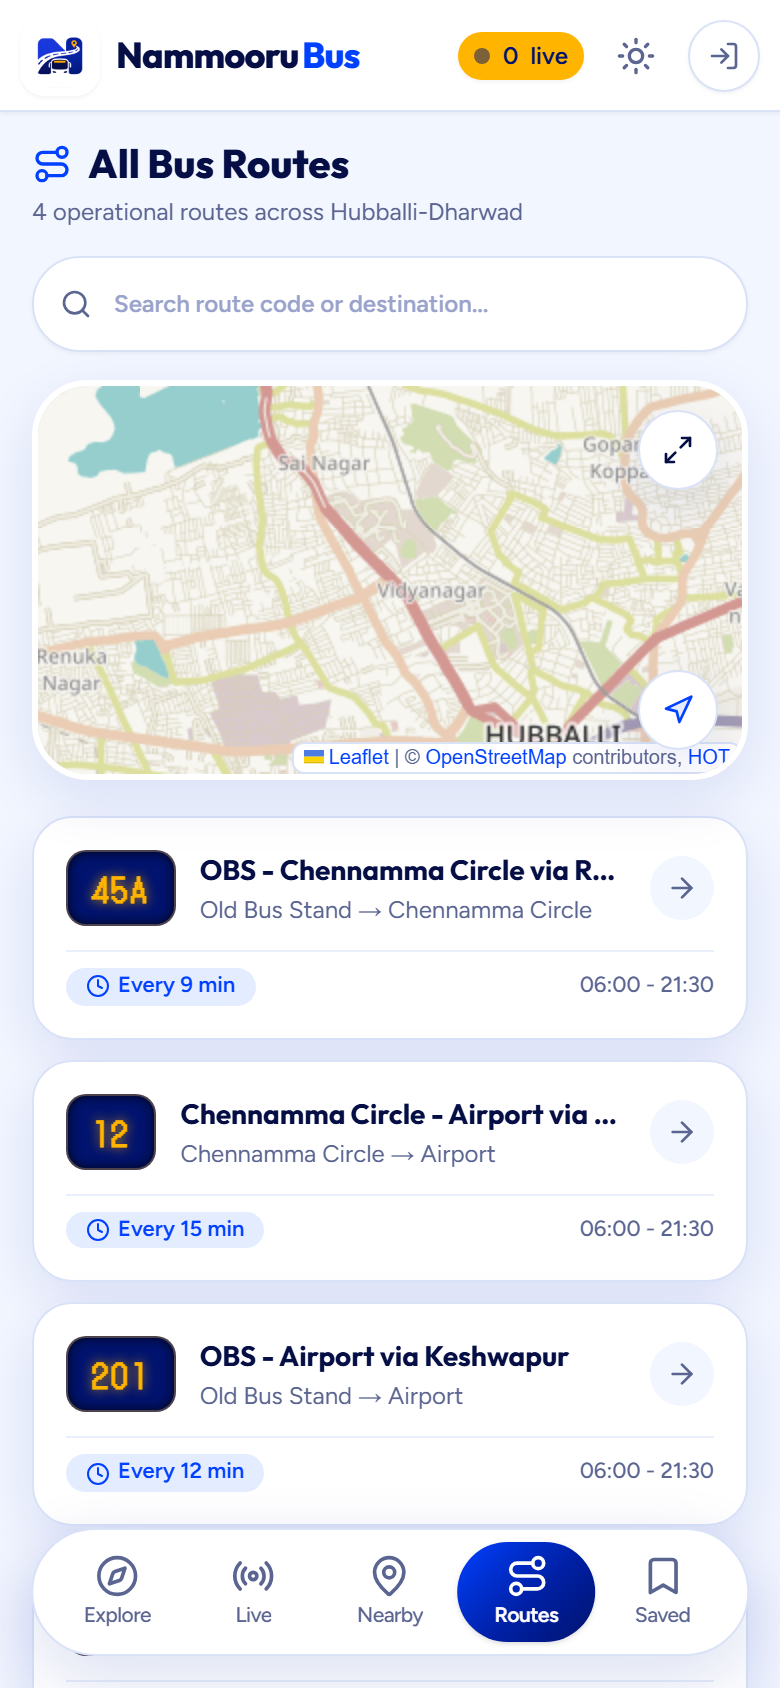 Nammooru Bus
0 live
All Bus Routes
4 operational routes across Hubballi-Dharwad
Search route code or destination...
Sai Nagar
Gopan
Koppa
Vidyanagar
Renuka
Nagar
HUBBALLI
Leaflet | © OpenStreetMap contributors, HOT
45A
OBS - Chennamma Circle via R...
Old Bus Stand → Chennamma Circle
Every 9 min
06:00 - 21:30
12
Chennamma Circle - Airport via ...
Chennamma Circle → Airport
Every 15 min
06:00 - 21:30
201
OBS - Airport via Keshwapur
Old Bus Stand → Airport
Every 12 min
06:00 - 21:30
Explore
Live
Nearby
Routes
Saved